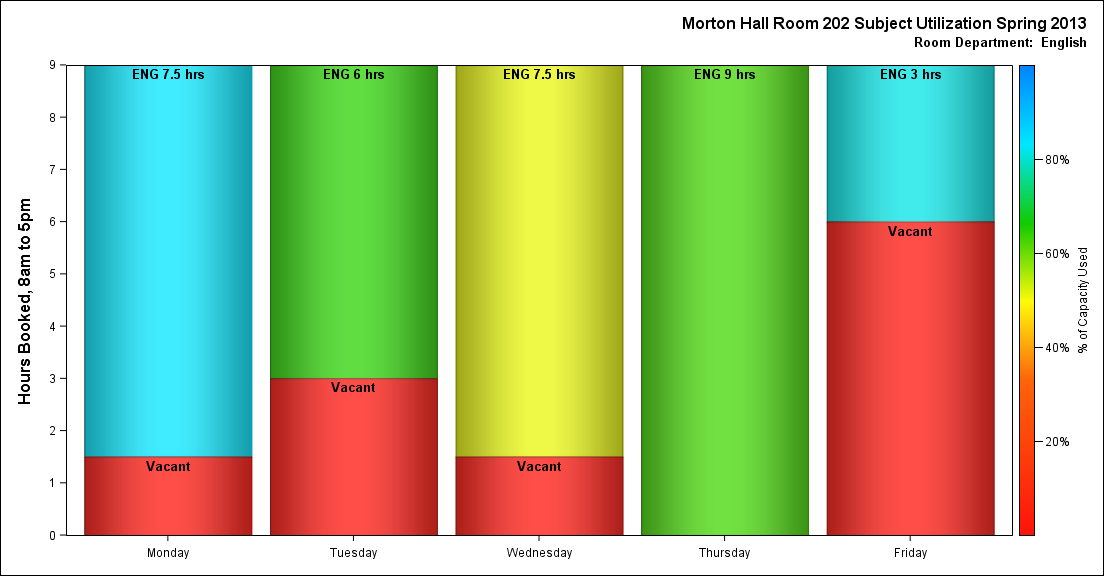 Morton Hall Room 202 Subject Utilization Spring 2013
Room Department:  English
Hours Booked, 8am to 5pm
9
8
7
6
5
4
3
2
1
0
ENG 7.5 hrs
Vacant
ENG 6 hrs
Vacant
ENG 7.5 hrs
Vacant
ENG 9 hrs
ENG 3 hrs
Vacant
Monday
Tuesday
Wednesday
Thursday
Friday
80%
60%
40%
20%
% of Capacity Used